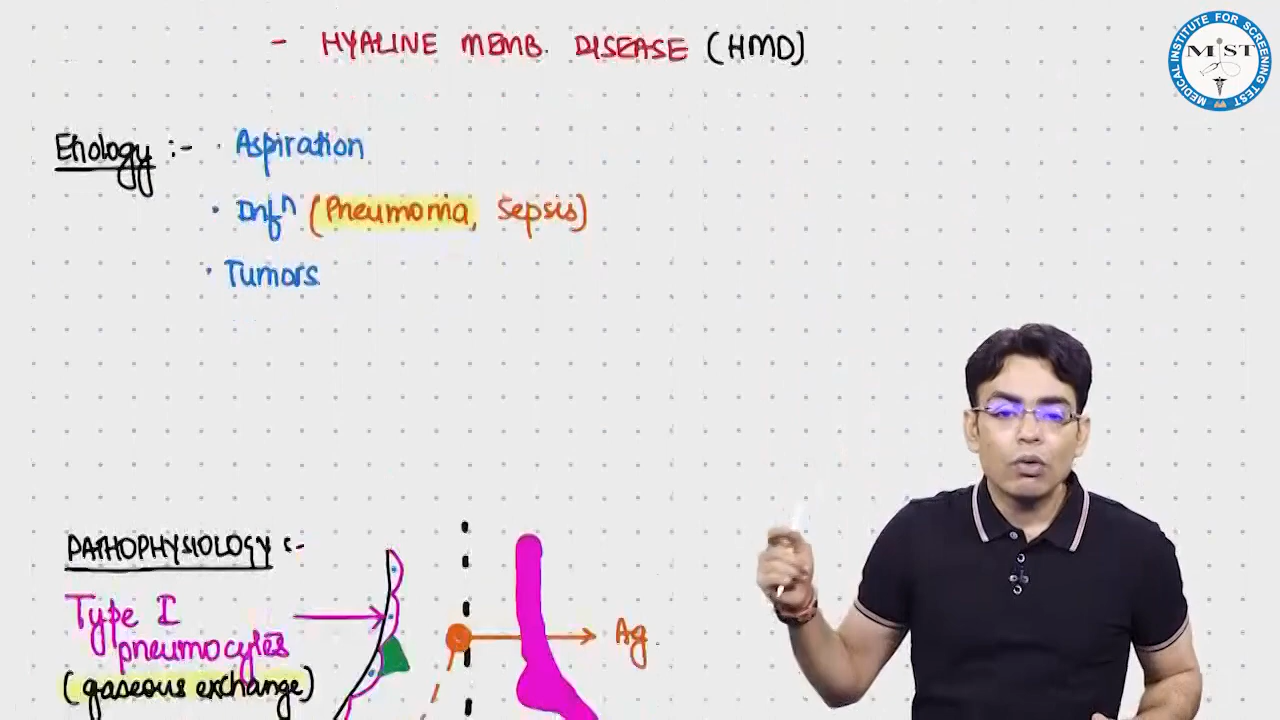 - HYALINE MEMB. DISEASE (HMD)
Etiology :-
· Aspiration
· Infⁿ (Pneumonia, Sepsis)
· Tumors
PATHOPHYSIOLOGY :-
Type I
pneumocytes
(gaseous exchange)
Ag
MIST
MEDICAL INSTITUTE FOR SCREENING TEST